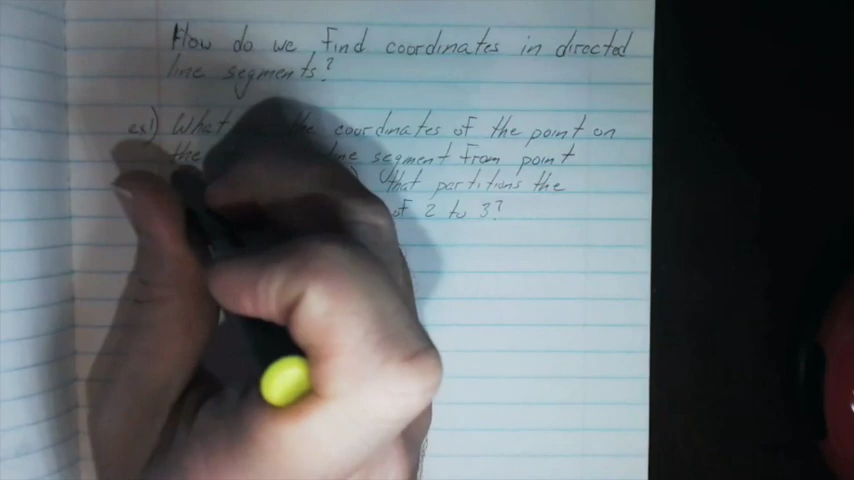 How do we find coordinates in directed
line segments?
ex1) What the coordinates of the point on
the line segment from point
that partitions the
of 2 to 3?